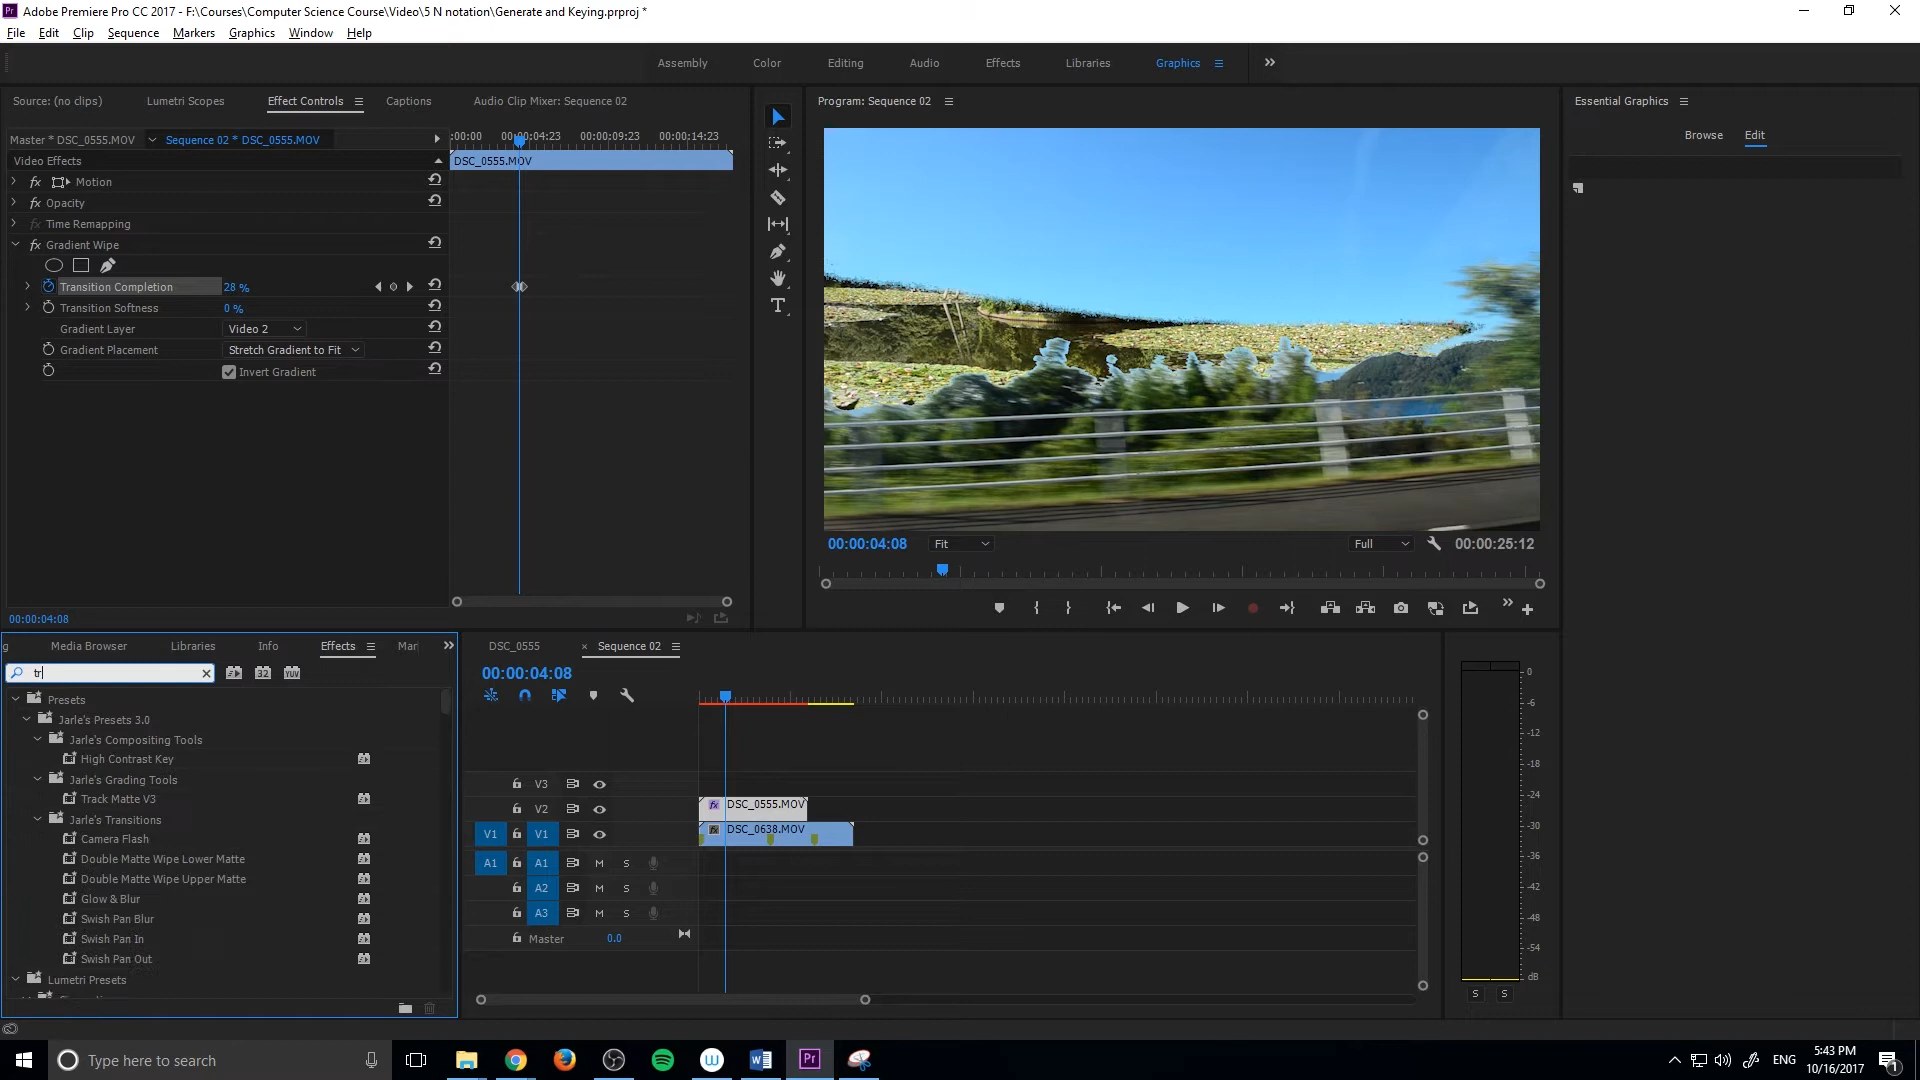 Adobe Premiere Pro CC 2017 - F:\Courses\Computer Science Course\Video\5 N notation\Generate and Keying.prproj *
File Edit Clip Sequence Markers Graphics Window Help
Assembly Color Editing Audio Effects Libraries Graphics
Source: (no clips) Lumetri Scopes Effect Controls Captions Audio Clip Mixer: Sequence 02
Program: Sequence 02
Essential Graphics
Browse Edit
Master * DSC_0555.MOV Sequence 02 * DSC_0555.MOV
:00:00 00:00:04:23 00:00:09:23 00:00:14:23
Video Effects
DSC_0555.MOV
fx Motion
fx Opacity
fx Time Remapping
fx Gradient Wipe
Transition Completion 28 %
Transition Softness 0 %
Gradient Layer Video 2
Gradient Placement Stretch Gradient to Fit
Invert Gradient
00:00:04:08
00:00:04:08 Fit Full 00:00:25:12
g Media Browser Libraries Info Effects Mar
tr 32 YUV
Presets
Jarle's Presets 3.0
Jarle's Compositing Tools
High Contrast Key
Jarle's Grading Tools
Track Matte V3
Jarle's Transitions
Camera Flash
Double Matte Wipe Lower Matte
Double Matte Wipe Upper Matte
Glow & Blur
Swish Pan Blur
Swish Pan In
Swish Pan Out
Lumetri Presets
DSC_0555 × Sequence 02
00:00:04:08
V3
V2 fx DSC_0555.MOV
V1 V1 fx DSC_0638.MOV
A1 A1 M S
A2 M S
A3 M S
Master 0.0
0
-6
-12
-18
-24
-30
-36
-42
-48
-54
dB
S S
Type here to search
Pr
ENG
5:43 PM
10/16/2017
1